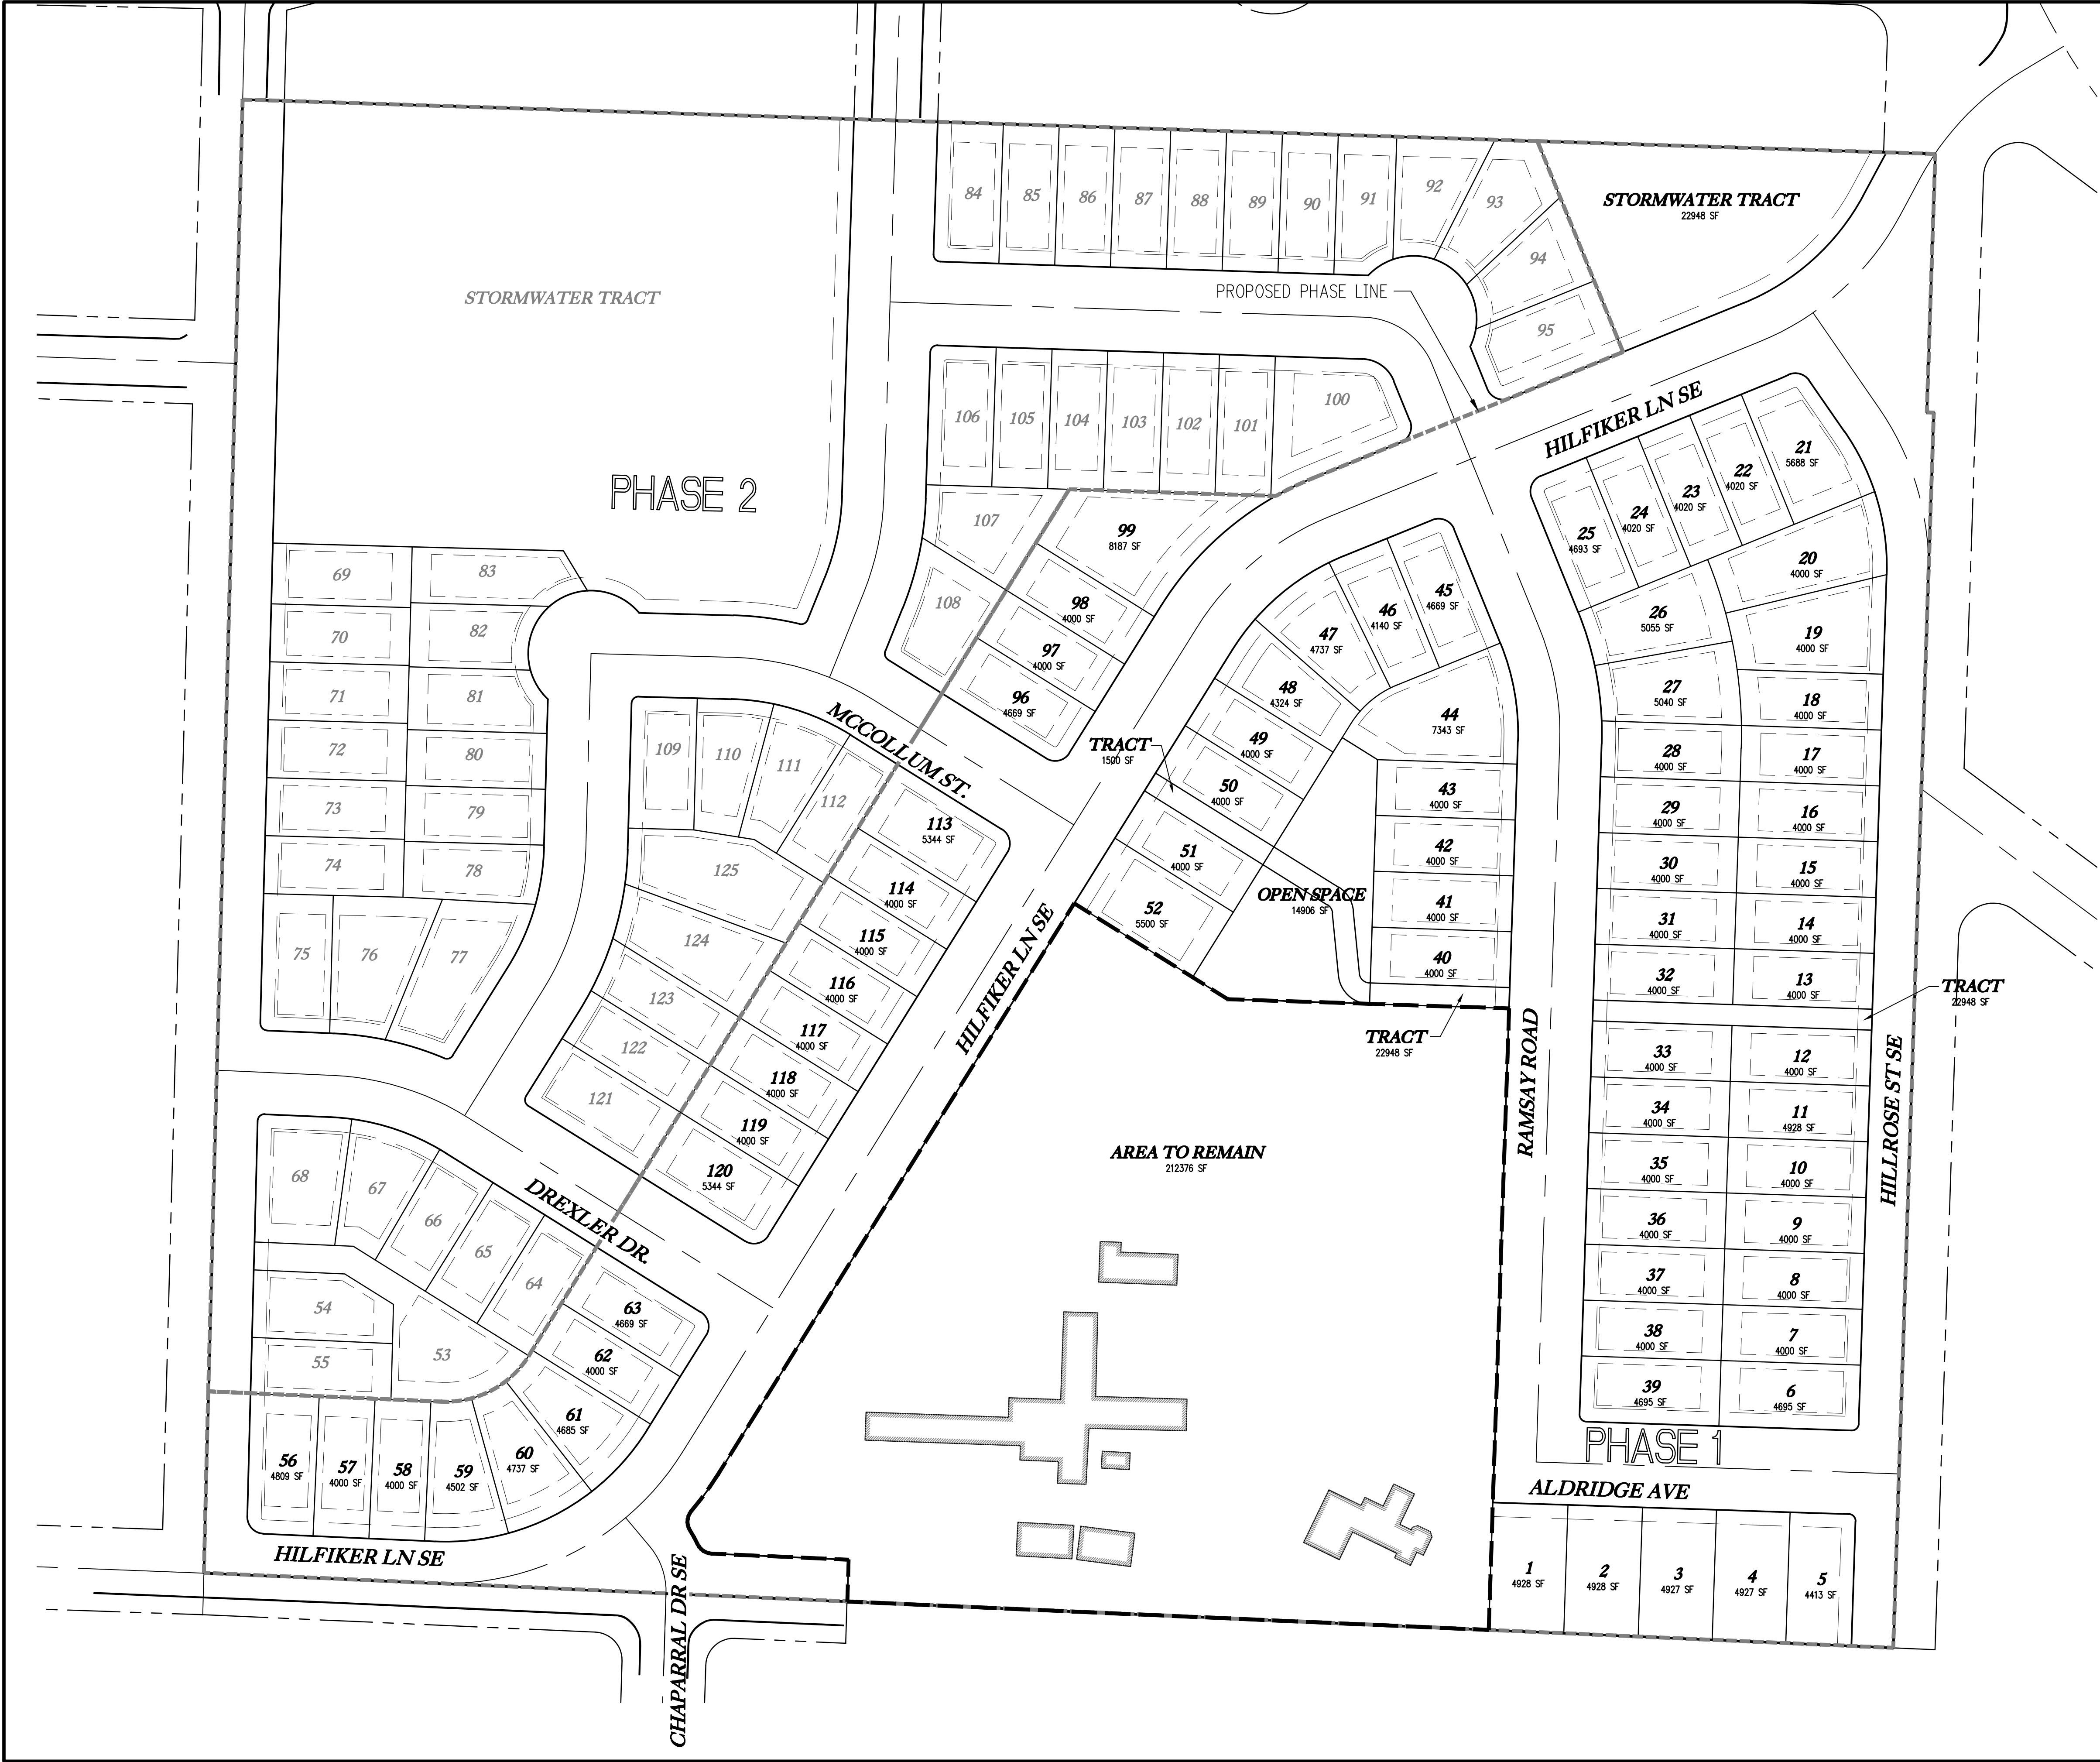 84
85
86
87
88
89
90
91
92
93
94
95
STORMWATER TRACT
22948 SF
STORMWATER TRACT
PROPOSED PHASE LINE
HILFIKER LN SE
PHASE 2
106
105
104
103
102
101
100
107
108
99
8187 SF
98
4000 SF
97
4000 SF
96
4669 SF
25
4693 SF
24
4020 SF
23
4020 SF
22
4020 SF
21
5688 SF
20
4000 SF
19
4000 SF
18
4000 SF
17
4000 SF
16
4000 SF
15
4000 SF
14
4000 SF
13
4000 SF
26
5055 SF
27
5040 SF
28
4000 SF
29
4000 SF
30
4000 SF
31
4000 SF
32
4000 SF
TRACT
22948 SF
45
4669 SF
46
4140 SF
47
4737 SF
48
4324 SF
49
4000 SF
50
4000 SF
51
4000 SF
52
5500 SF
TRACT
1500 SF
44
7343 SF
43
4000 SF
42
4000 SF
41
4000 SF
40
4000 SF
OPEN SPACE
14906 SF
TRACT
22948 SF
RAMSAY ROAD
HILLROSE ST SE
69
70
71
72
73
74
75
76
77
83
82
81
80
79
78
MCCOLLUM ST.
109
110
111
112
125
124
123
122
121
113
5344 SF
114
4000 SF
115
4000 SF
116
4000 SF
117
4000 SF
118
4000 SF
119
4000 SF
120
5344 SF
HILFIKER LN SE
AREA TO REMAIN
212376 SF
33
4000 SF
34
4000 SF
35
4000 SF
36
4000 SF
37
4000 SF
38
4000 SF
39
4695 SF
12
4000 SF
11
4928 SF
10
4000 SF
9
4000 SF
8
4000 SF
7
4000 SF
6
4695 SF
68
67
66
65
64
DREXLER DR.
54
55
53
63
4669 SF
62
4000 SF
61
4685 SF
60
4737 SF
59
4502 SF
58
4000 SF
57
4000 SF
56
4809 SF
HILFIKER LN SE
CHAPARRAL DR SE
PHASE 1
ALDRIDGE AVE
1
4928 SF
2
4928 SF
3
4927 SF
4
4927 SF
5
4413 SF